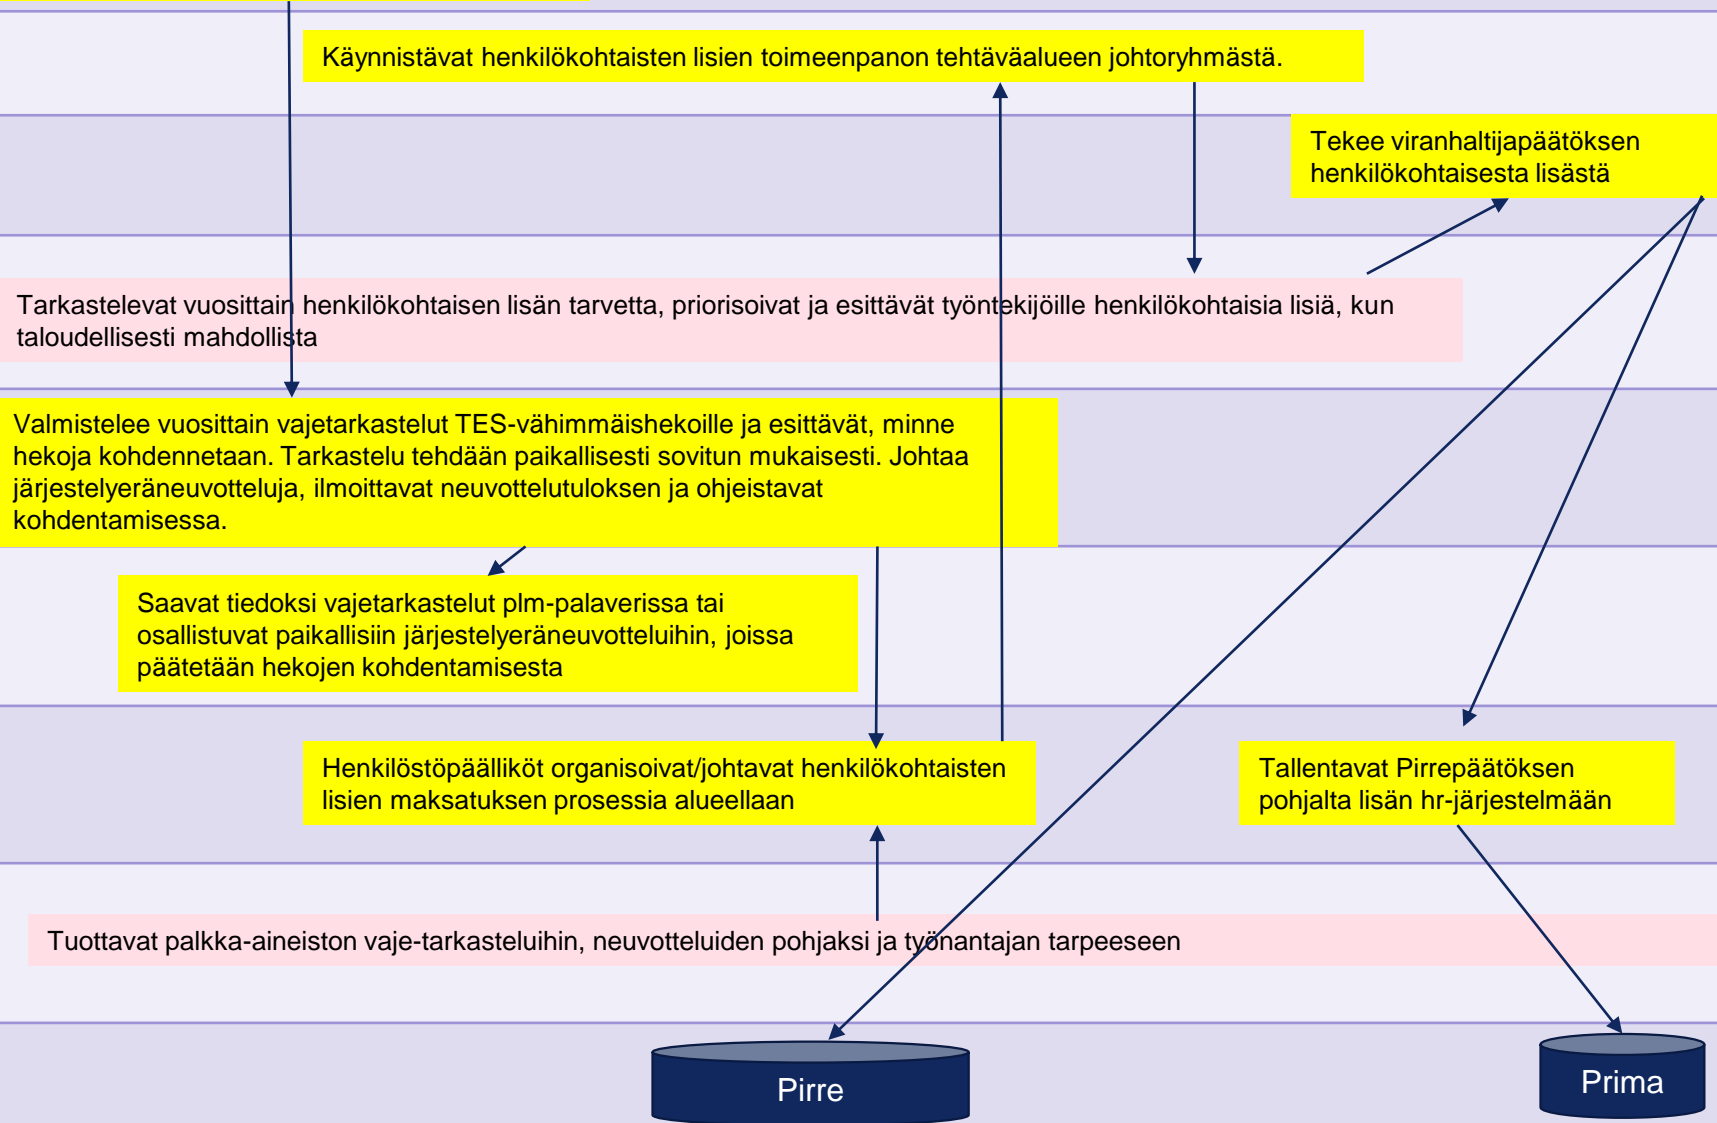 Käynnistävat henkilökohtaisten lisien toimeenpanon tehtäväalueen johtoryhmästä.
Tekee viranhaltijapäätöksen
henkilökohtaisesta lisästä
Tarkastelevat vuosittain henkilökohtaisen lisän tarvetta, priorisoivat ja esittävät työntekijöille henkilökohtaisia lisiä, kun
taloudellisesti mahdollista
Valmistelee vuosittain vajetarkastelut TES-vähimmäishekoille ja esittävät, minne
hekoja kohdennetaan. Tarkastelu tehdään paikallisesti sovitun mukaisesti. Johtaa
järjestelyeräneuvotteluja, ilmoittavat neuvottelutuloksen ja ohjeistavat
kohdentamisessa.
Saavat tiedoksi vajetarkastelut plm-palaverissa tai
osallistuvat paikallisiin järjestelyeräneuvotteluihin, joissa
päätetään hekojen kohdentamisesta
Henkilöstöpäälliköt organisoivat/johtavat henkilökohtaisten
lisien maksatuksen prosessia alueellaan
Tallentavat Pirrepäätöksen
pohjalta lisän hr-järjestelmään
Tuottavat palkka-aineiston vaje-tarkasteluihin, neuvotteluiden pohjaksi ja työnantajan tarpeeseen
Pirre
Prima